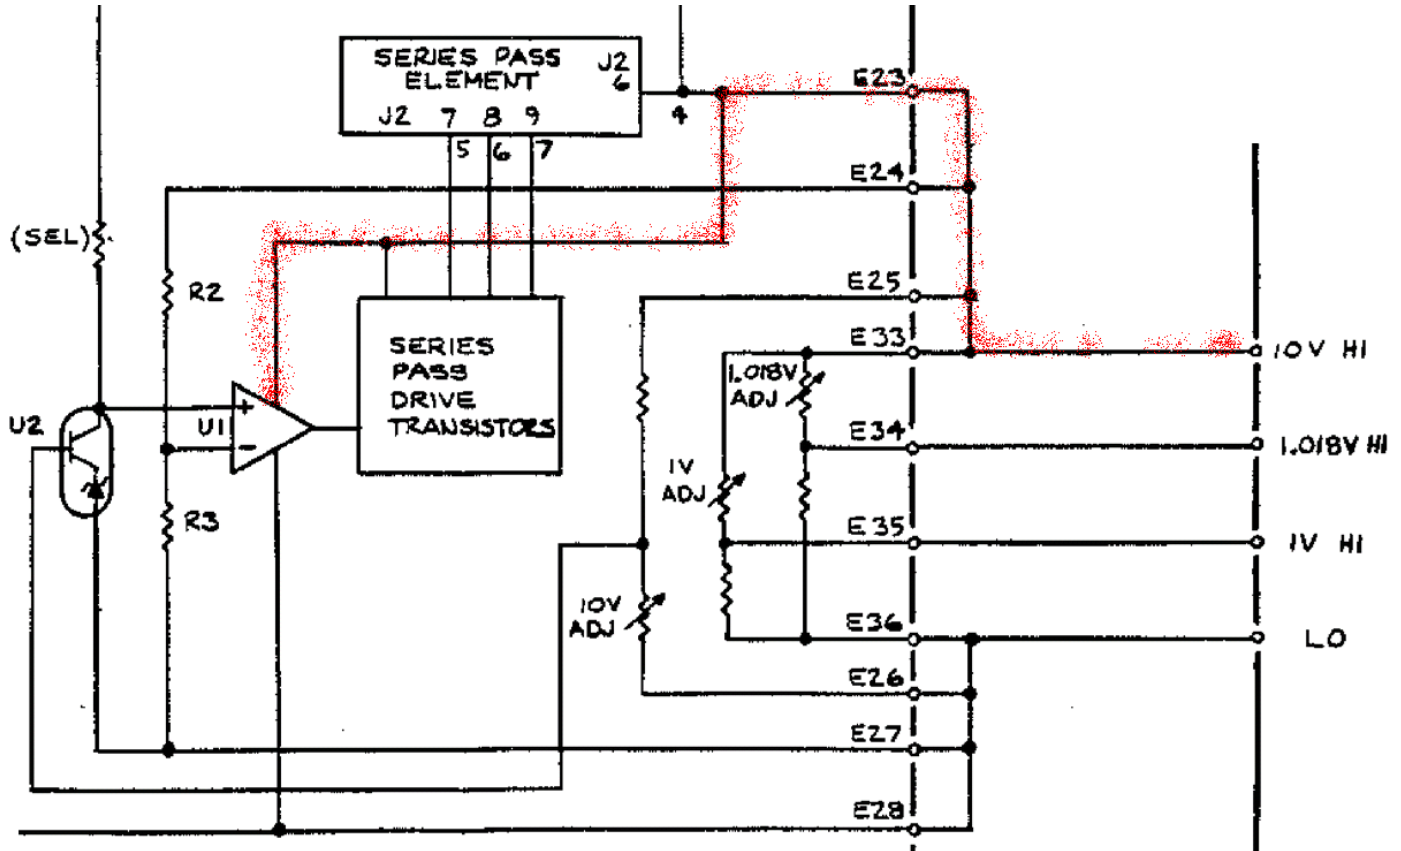 SERIES PASS
ELEMENT
J2
6
J2 7 8 9
4
5 6 7
E23
E24
(SEL)
R2
E25
E33
10V HI
SERIES
PASS
DRIVE
TRANSISTORS
1.018V
ADJ
U2
U1
+
-
E34
1.018V HI
1V
ADJ
R3
E35
1V HI
10V
ADJ
E36
LO
E26
E27
E28